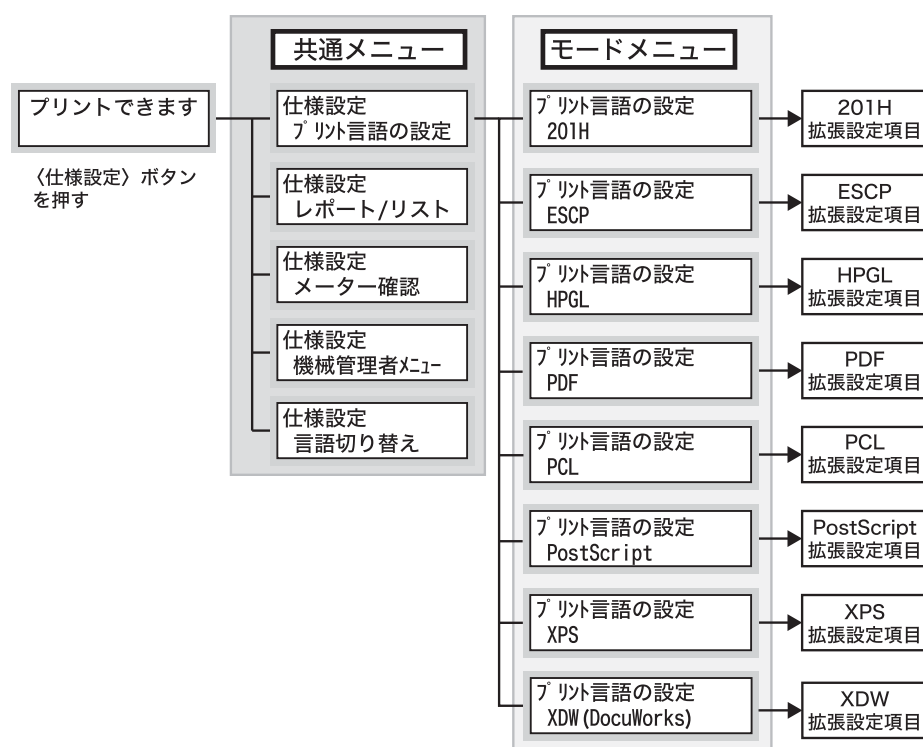 共通メニュー
モードメニュー
プリントできます
〈仕様設定〉ボタン
を押す
仕様設定
ﾌﾟﾘﾝﾄ言語の設定
仕様設定
レポート/リスト
仕様設定
メーター確認
仕様設定
機械管理者ﾒﾆｭｰ
仕様設定
言語切り替え
ﾌﾟﾘﾝﾄ言語の設定
201H
ﾌﾟﾘﾝﾄ言語の設定
ESCP
ﾌﾟﾘﾝﾄ言語の設定
HPGL
ﾌﾟﾘﾝﾄ言語の設定
PDF
ﾌﾟﾘﾝﾄ言語の設定
PCL
ﾌﾟﾘﾝﾄ言語の設定
PostScript
ﾌﾟﾘﾝﾄ言語の設定
XPS
ﾌﾟﾘﾝﾄ言語の設定
XDW(DocuWorks)
201H
拡張設定項目
ESCP
拡張設定項目
HPGL
拡張設定項目
PDF
拡張設定項目
PCL
拡張設定項目
PostScript
拡張設定項目
XPS
拡張設定項目
XDW
拡張設定項目